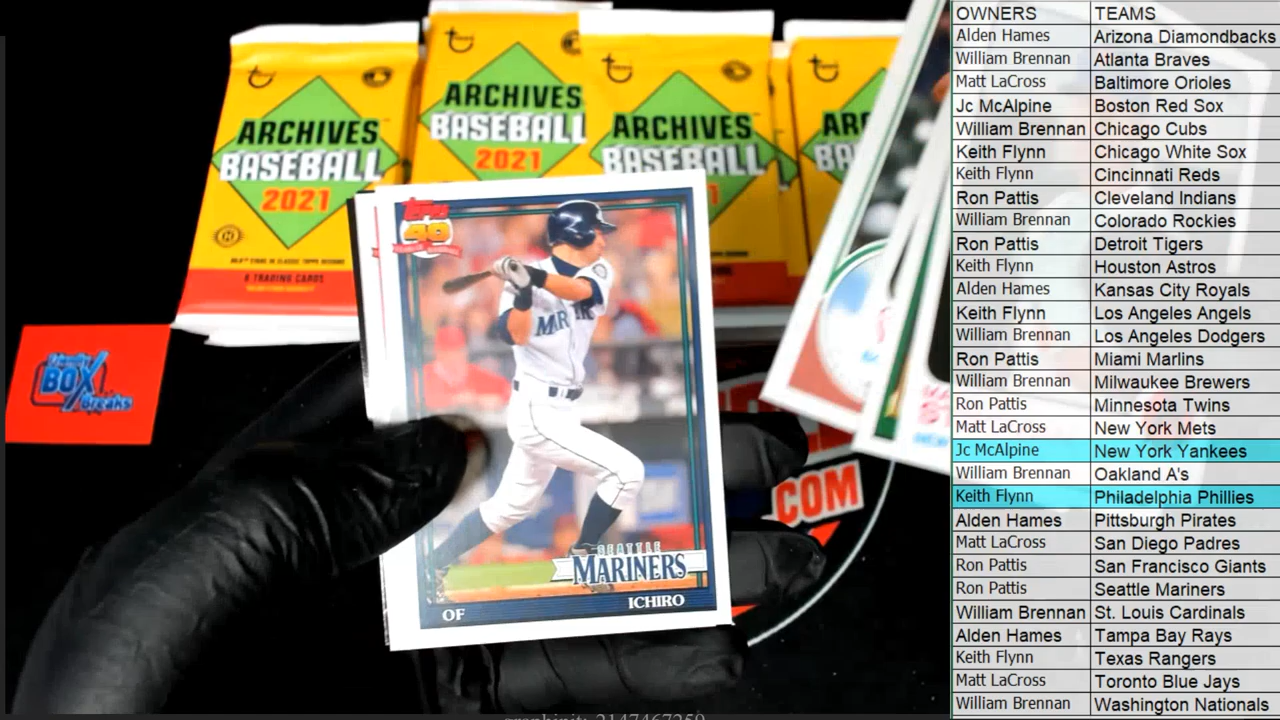 ARCHIVES
BASEBALL
2021
8 TRADING CARDS
ARCHIVES
BASEBALL
2021
ARCHIVES
BASEBALL
AR
BA
Topps
40
MARINERS
SEATTLE
MARINERS
OF ICHIRO
BOX
Breaks
.COM
OWNERS TEAMS
Alden Hames Arizona Diamondbacks
William Brennan Atlanta Braves
Matt LaCross Baltimore Orioles
Jc McAlpine Boston Red Sox
William Brennan Chicago Cubs
Keith Flynn Chicago White Sox
Keith Flynn Cincinnati Reds
Ron Pattis Cleveland Indians
William Brennan Colorado Rockies
Ron Pattis Detroit Tigers
Keith Flynn Houston Astros
Alden Hames Kansas City Royals
Keith Flynn Los Angeles Angels
William Brennan Los Angeles Dodgers
Ron Pattis Miami Marlins
William Brennan Milwaukee Brewers
Ron Pattis Minnesota Twins
Matt LaCross New York Mets
Jc McAlpine New York Yankees
William Brennan Oakland A's
Keith Flynn Philadelphia Phillies
Alden Hames Pittsburgh Pirates
Matt LaCross San Diego Padres
Ron Pattis San Francisco Giants
Ron Pattis Seattle Mariners
William Brennan St. Louis Cardinals
Alden Hames Tampa Bay Rays
Keith Flynn Texas Rangers
Matt LaCross Toronto Blue Jays
William Brennan Washington Nationals